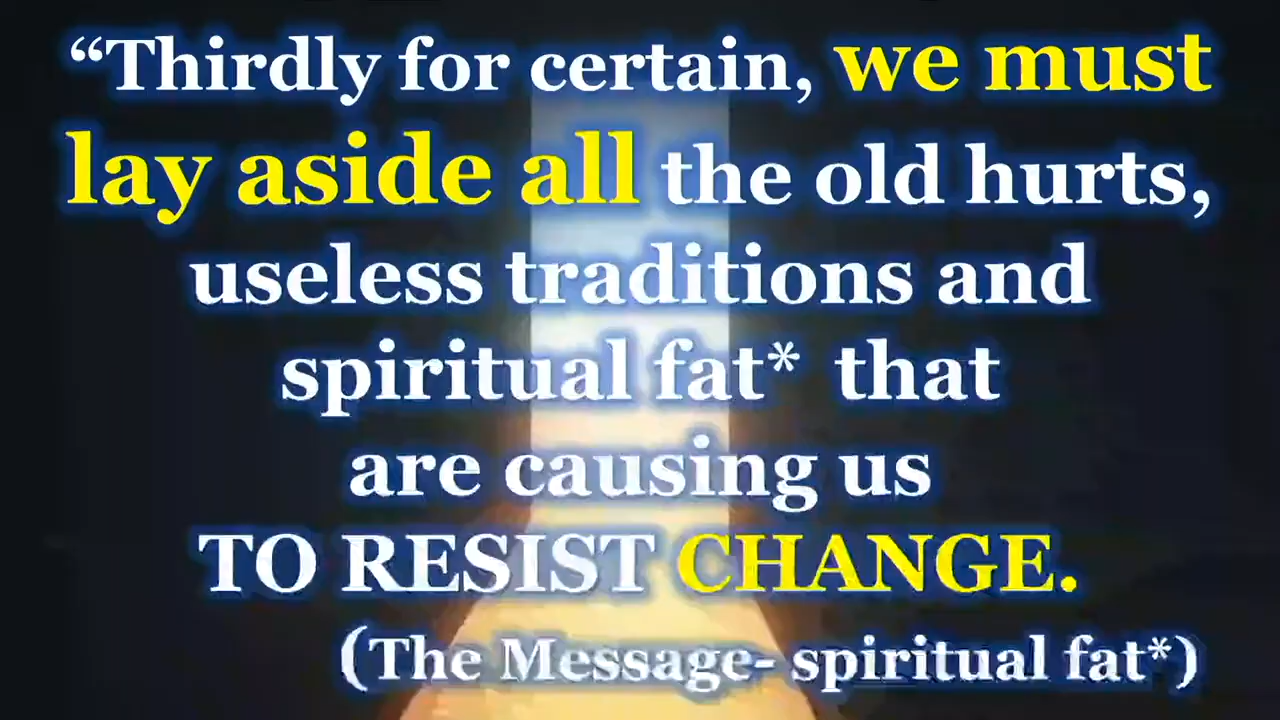 “Thirdly for certain, we must
lay aside all the old hurts,
useless traditions and
spiritual fat* that
are causing us
TO RESIST CHANGE.
(The Message- spiritual fat*)